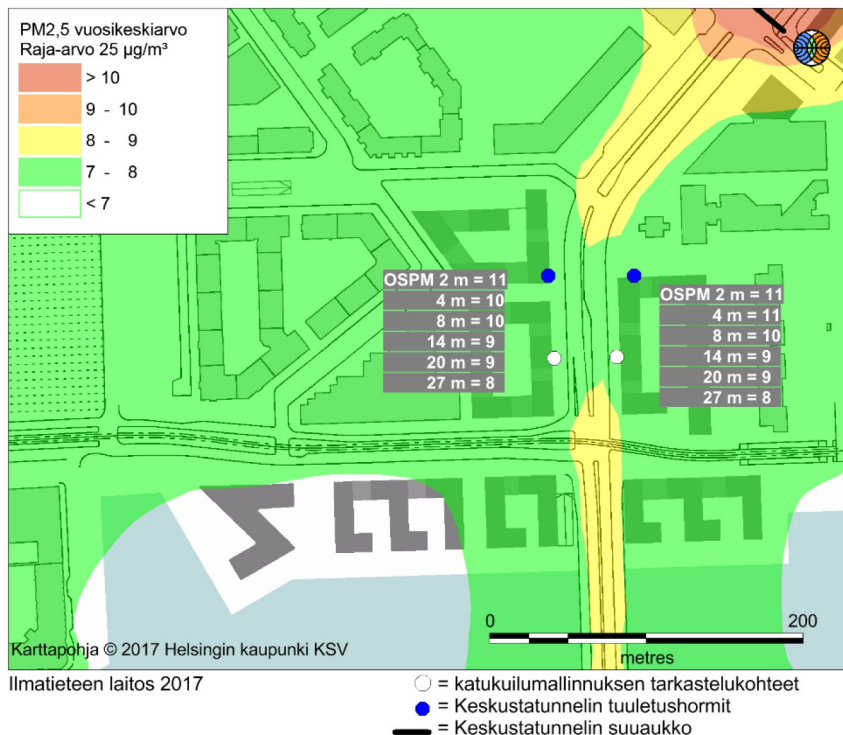 PM2,5 vuosikeskiarvo
Raja-arvo 25 µg/m³
> 10
9 - 10
8 - 9
7 - 8
< 7
OSPM 2 m = 11
4 m = 10
8 m = 10
14 m = 9
20 m = 9
27 m = 8
OSPM 2 m = 11
4 m = 11
8 m = 10
14 m = 9
20 m = 9
27 m = 8
0 200
metres
Karttapohja © 2017 Helsingin kaupunki KSV
Ilmatieteen laitos 2017
= katukuilumallinnuksen tarkastelukohteet
= Keskustatunnelin tuuletushormit
= Keskustatunnelin suuaukko